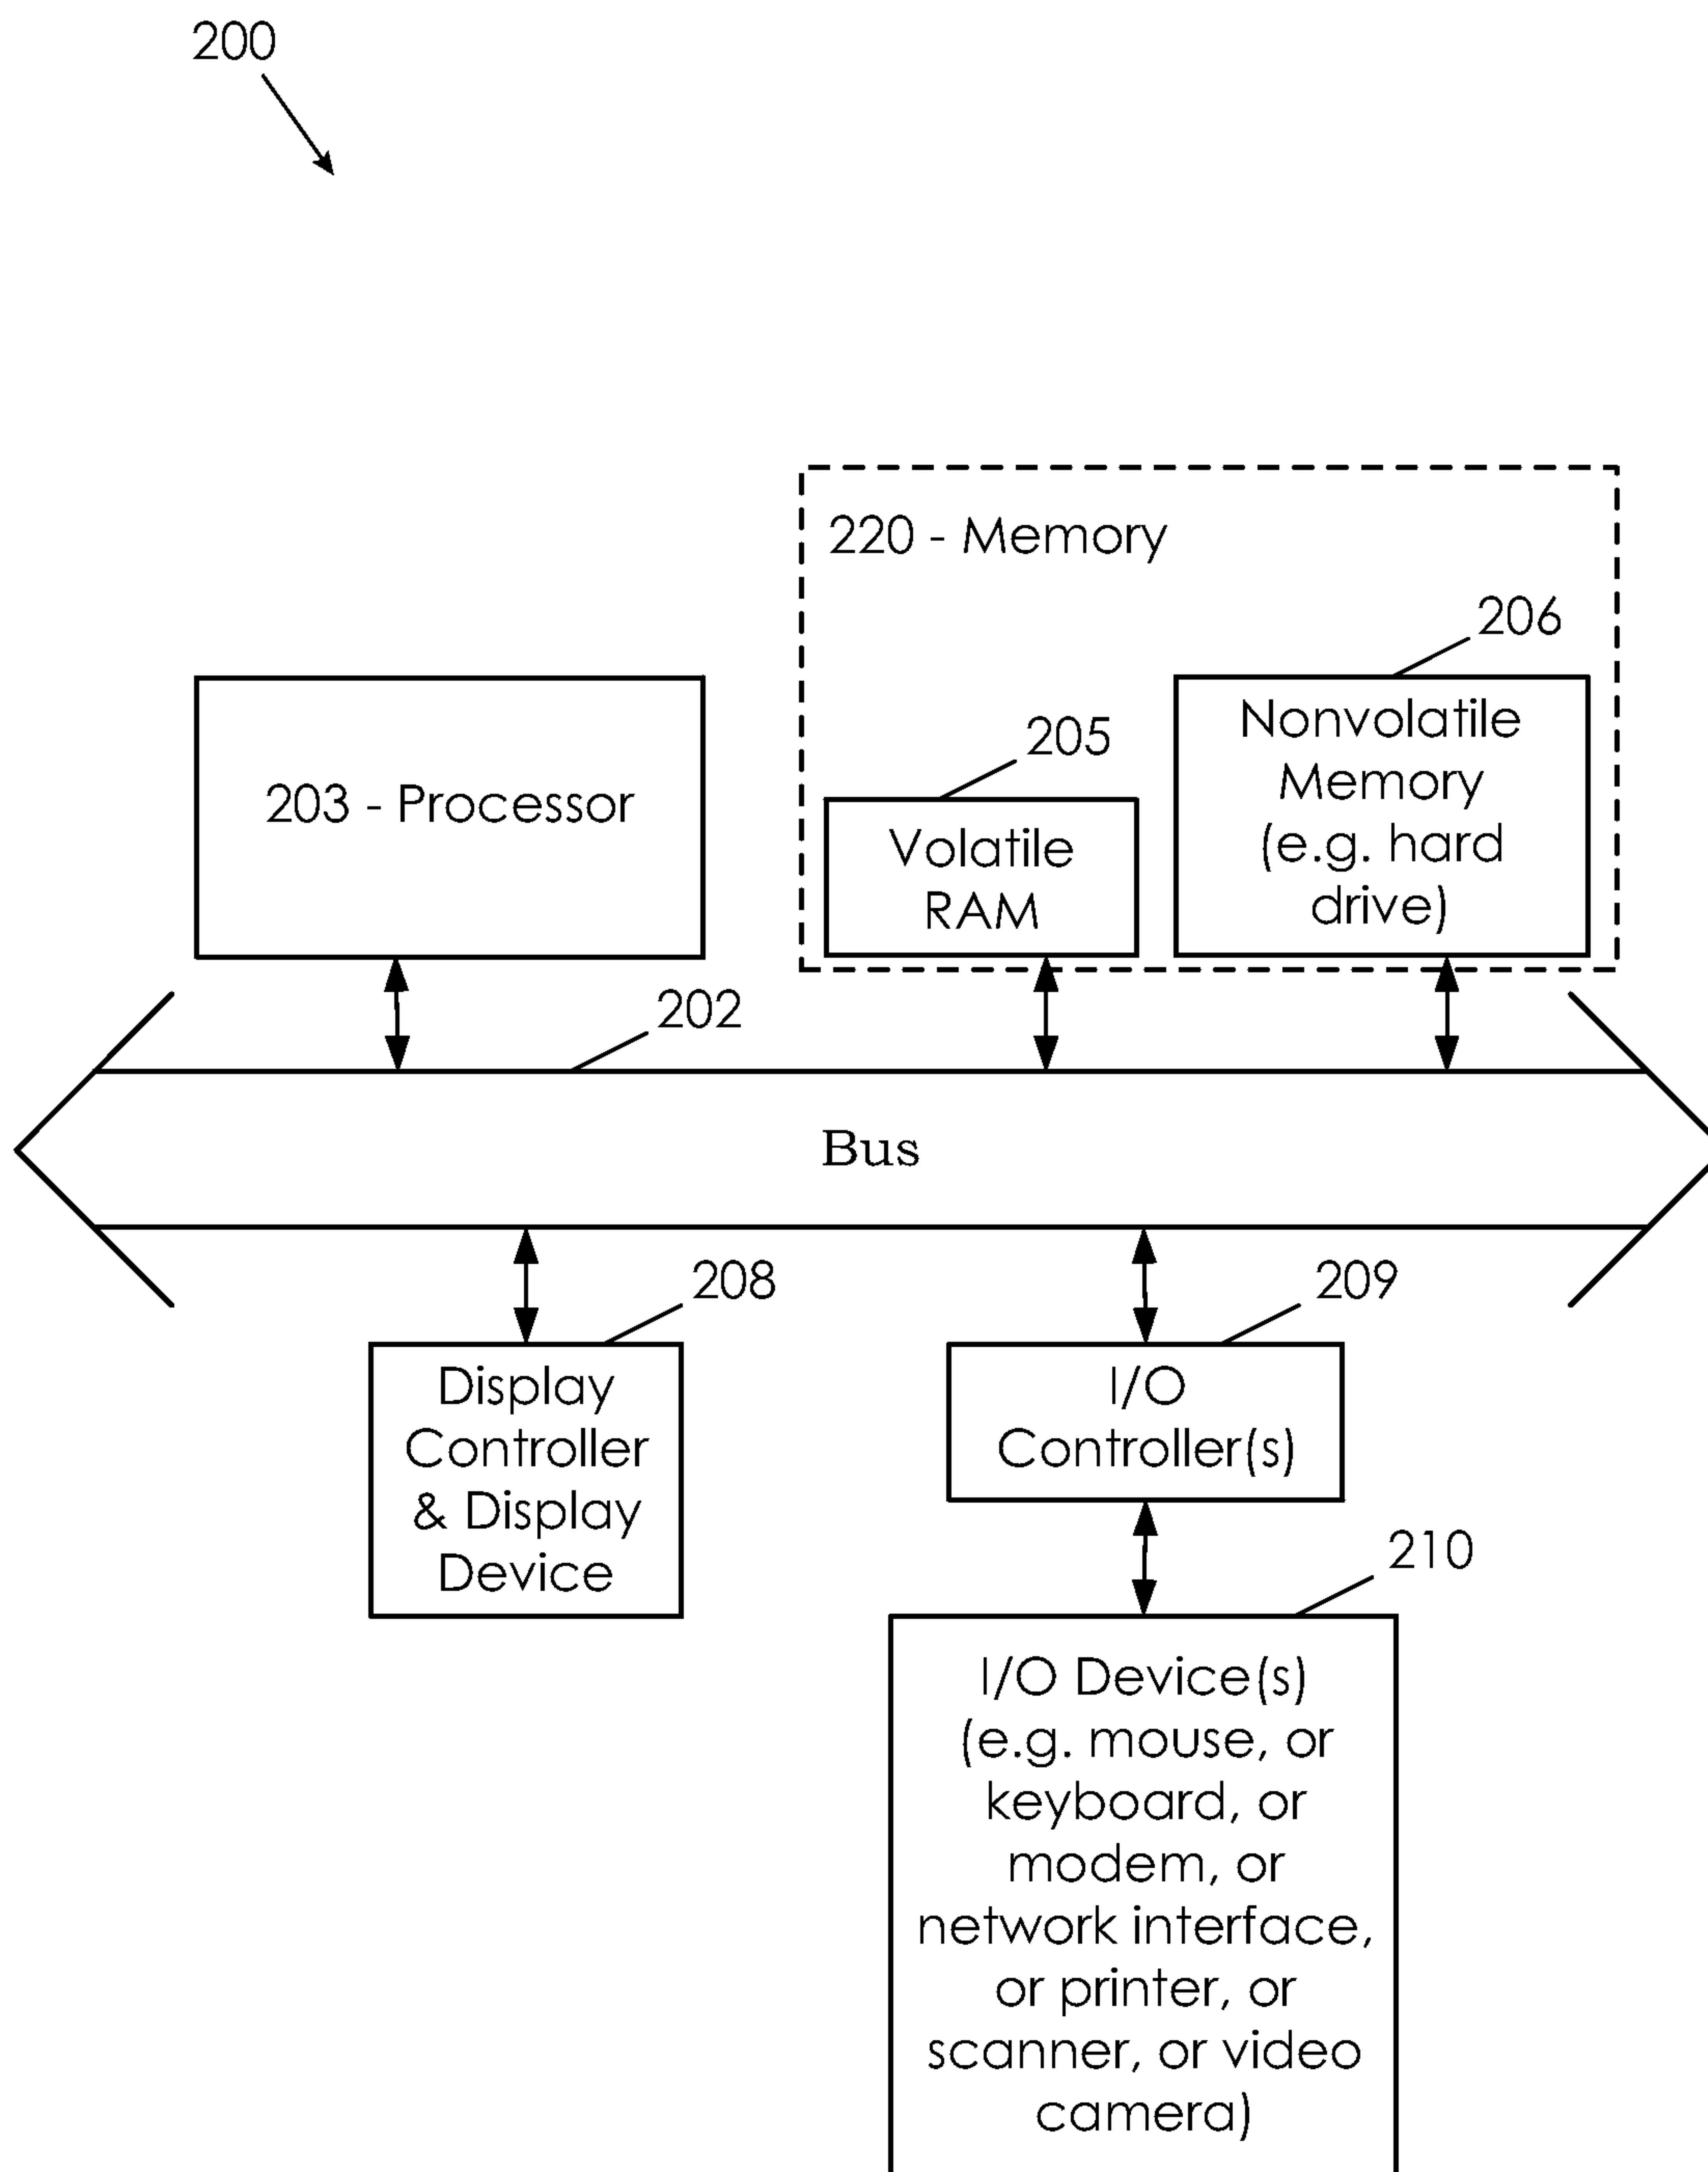 200
220 - Memory
206
Nonvolatile
Memory
(e.g. hard
drive)
205
Volatile
RAM
203 - Processor
202
Bus
208
Display
Controller
& Display
Device
209
I/O
Controller(s)
210
I/O Device(s)
(e.g. mouse, or
keyboard, or
modem, or
network interface,
or printer, or
scanner, or video
camera)